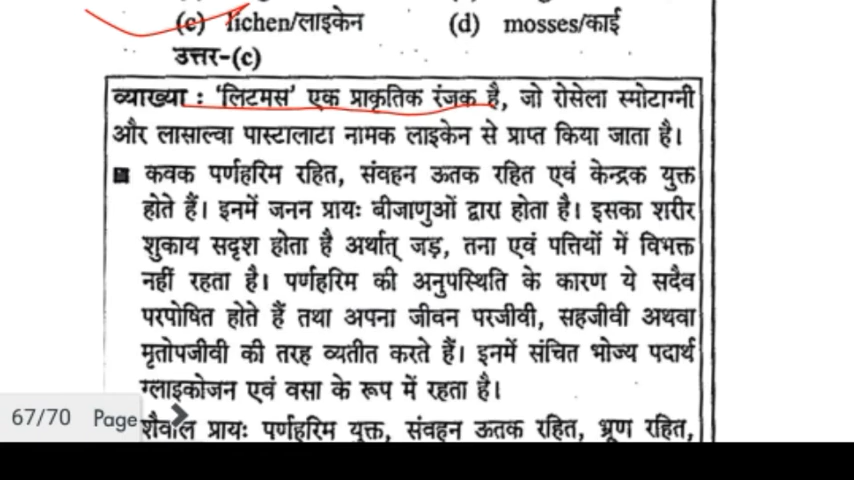 (c) lichen/लाइकेन (d) mosses/काई
उत्तर-(c)
व्याख्या : 'लिटमस' एक प्राकृतिक रंजक है, जो रोसेला स्मोटाग्नी
और लासाल्वा पास्टालाटा नामक लाइकेन से प्राप्त किया जाता है।
कवक पर्णहरिम रहित, संवहन ऊतक रहित एवं केन्द्रक युक्त
होते हैं। इनमें जनन प्रायः बीजाणुओं द्वारा होता है। इसका शरीर
शुकाय सदृश होता है अर्थात् जड़, तना एवं पत्तियों में विभक्त
नहीं रहता है। पर्णहरिम की अनुपस्थिति के कारण ये सदैव
परपोषित होते हैं तथा अपना जीवन परजीवी, सहजीवी अथवा
मृतोपजीवी की तरह व्यतीत करते हैं। इनमें संचित भोज्य पदार्थ
ग्लाइकोजन एवं वसा के रूप में रहता है।
67/70 Page
शैवाल प्रायः पर्णहरिम युक्त, संवहन ऊतक रहित, भ्रूण रहित,